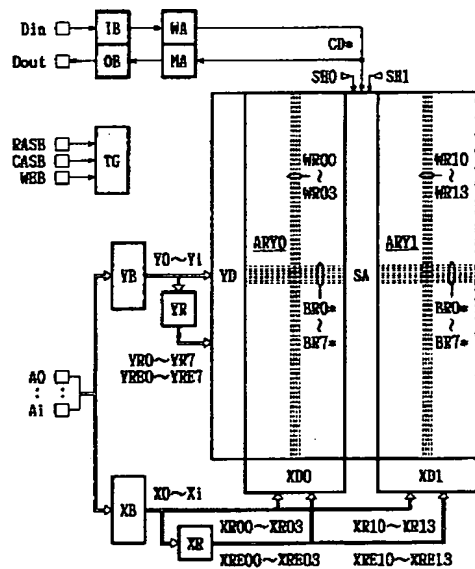 Din IB WA
CD*
Dout OB MA
SH0 SH1
RASB
CASB TG
WEB
WR00 WR10
~ ~
WR03 WR13
ARY0 ARY1
YB Y0~Yi YD SA
YR
BR0* BR0*
~ ~
BR7* BR7*
YR0~YR7
YRE0~YRE7
A0
Ai
XD0 XD1
XB X0~Xi
XR00~XR03 XR10~XR13
XR
XRE00~XRE03 XRE10~XRE13